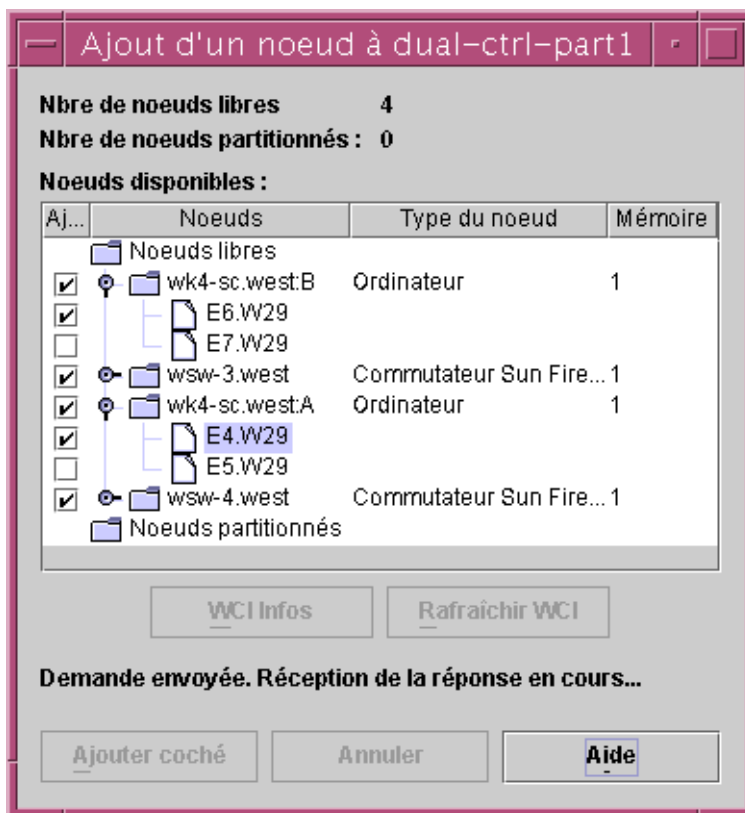 Ajout d'un noeud à dual-ctrl-part1
Nbre de noeuds libres 4
Nbre de noeuds partitionnés : 0
Noeuds disponibles :
Aj... Noeuds Type du noeud Mémoire
Noeuds libres
wk4-sc.west:B Ordinateur 1
E6.W29
E7.W29
wsw-3.west Commutateur Sun Fire... 1
wk4-sc.west:A Ordinateur 1
E4.W29
E5.W29
wsw-4.west Commutateur Sun Fire... 1
Noeuds partitionnés
WCI Infos Rafraîchir WCI
Demande envoyée. Réception de la réponse en cours...
Ajouter coché Annuler Aide